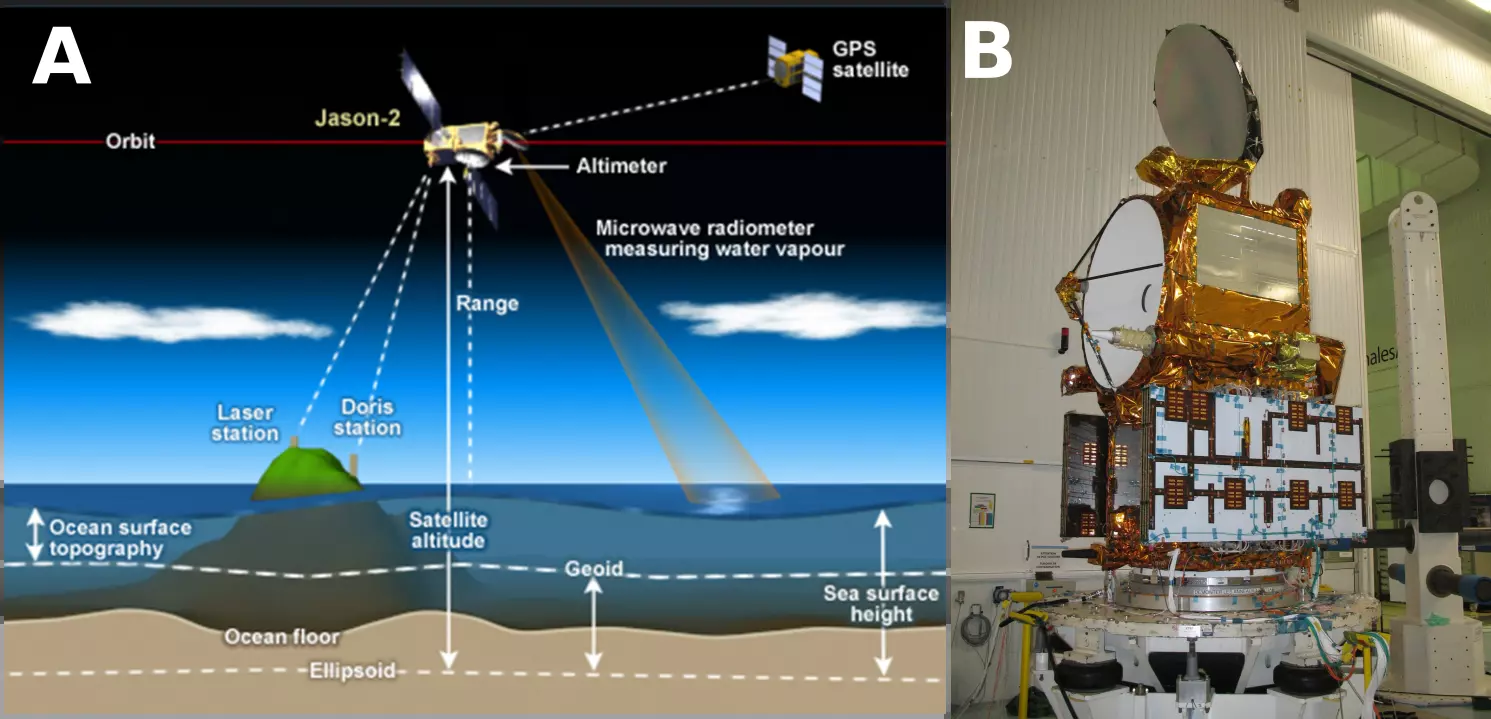 A
GPS
satellite
Jason-2
Orbit
Altimeter
Microwave radiometer
measuring water vapour
Range
Laser
station
Doris
station
Ocean surface
topography
Satellite
altitude
Geoid
Sea surface
height
Ocean floor
Ellipsoid
B